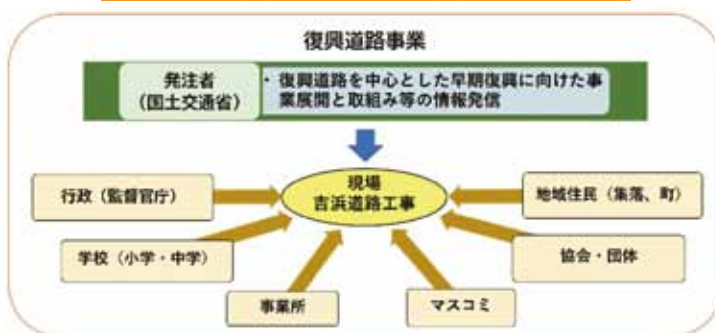 復興道路事業
発注者
(国土交通省)
・ 復興道路を中心とした早期復興に向けた事
業展開と取組み等の情報発信
現場
吉浜道路工事
行政(監督官庁)
地域住民(集落、町)
学校(小学・中学)
協会・団体
事業所
マスコミ